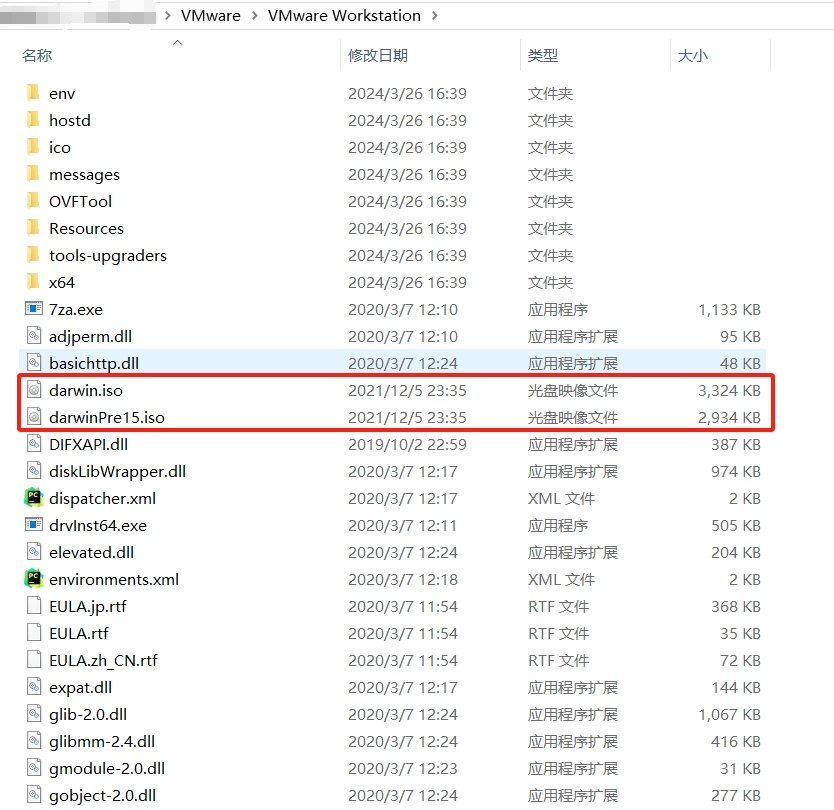 VMware > VMware Workstation >
名称 修改日期 类型 大小
env 2024/3/26 16:39 文件夹
hostd 2024/3/26 16:39 文件夹
ico 2024/3/26 16:39 文件夹
messages 2024/3/26 16:39 文件夹
OVFTool 2024/3/26 16:39 文件夹
Resources 2024/3/26 16:39 文件夹
tools-upgraders 2024/3/26 16:39 文件夹
x64 2024/3/26 16:39 文件夹
7za.exe 2020/3/7 12:10 应用程序 1,133 KB
adjperm.dll 2020/3/7 12:10 应用程序扩展 95 KB
basichttp.dll 2020/3/7 12:24 应用程序扩展 48 KB
darwin.iso 2021/12/5 23:35 光盘映像文件 3,324 KB
darwinPre15.iso 2021/12/5 23:35 光盘映像文件 2,934 KB
DIFXAPI.dll 2019/10/2 22:59 应用程序扩展 387 KB
diskLibWrapper.dll 2020/3/7 12:17 应用程序扩展 974 KB
dispatcher.xml 2020/3/7 12:17 XML 文件 2 KB
drvInst64.exe 2020/3/7 12:11 应用程序 505 KB
elevated.dll 2020/3/7 12:24 应用程序扩展 204 KB
environments.xml 2020/3/7 12:18 XML 文件 2 KB
EULA.jp.rtf 2020/3/7 11:54 RTF 文件 368 KB
EULA.rtf 2020/3/7 11:54 RTF 文件 35 KB
EULA.zh_CN.rtf 2020/3/7 11:54 RTF 文件 72 KB
expat.dll 2020/3/7 12:17 应用程序扩展 144 KB
glib-2.0.dll 2020/3/7 12:24 应用程序扩展 1,067 KB
glibmm-2.4.dll 2020/3/7 12:24 应用程序扩展 416 KB
gmodule-2.0.dll 2020/3/7 12:23 应用程序扩展 31 KB
gobject-2.0.dll 2020/3/7 12:24 应用程序扩展 277 KB